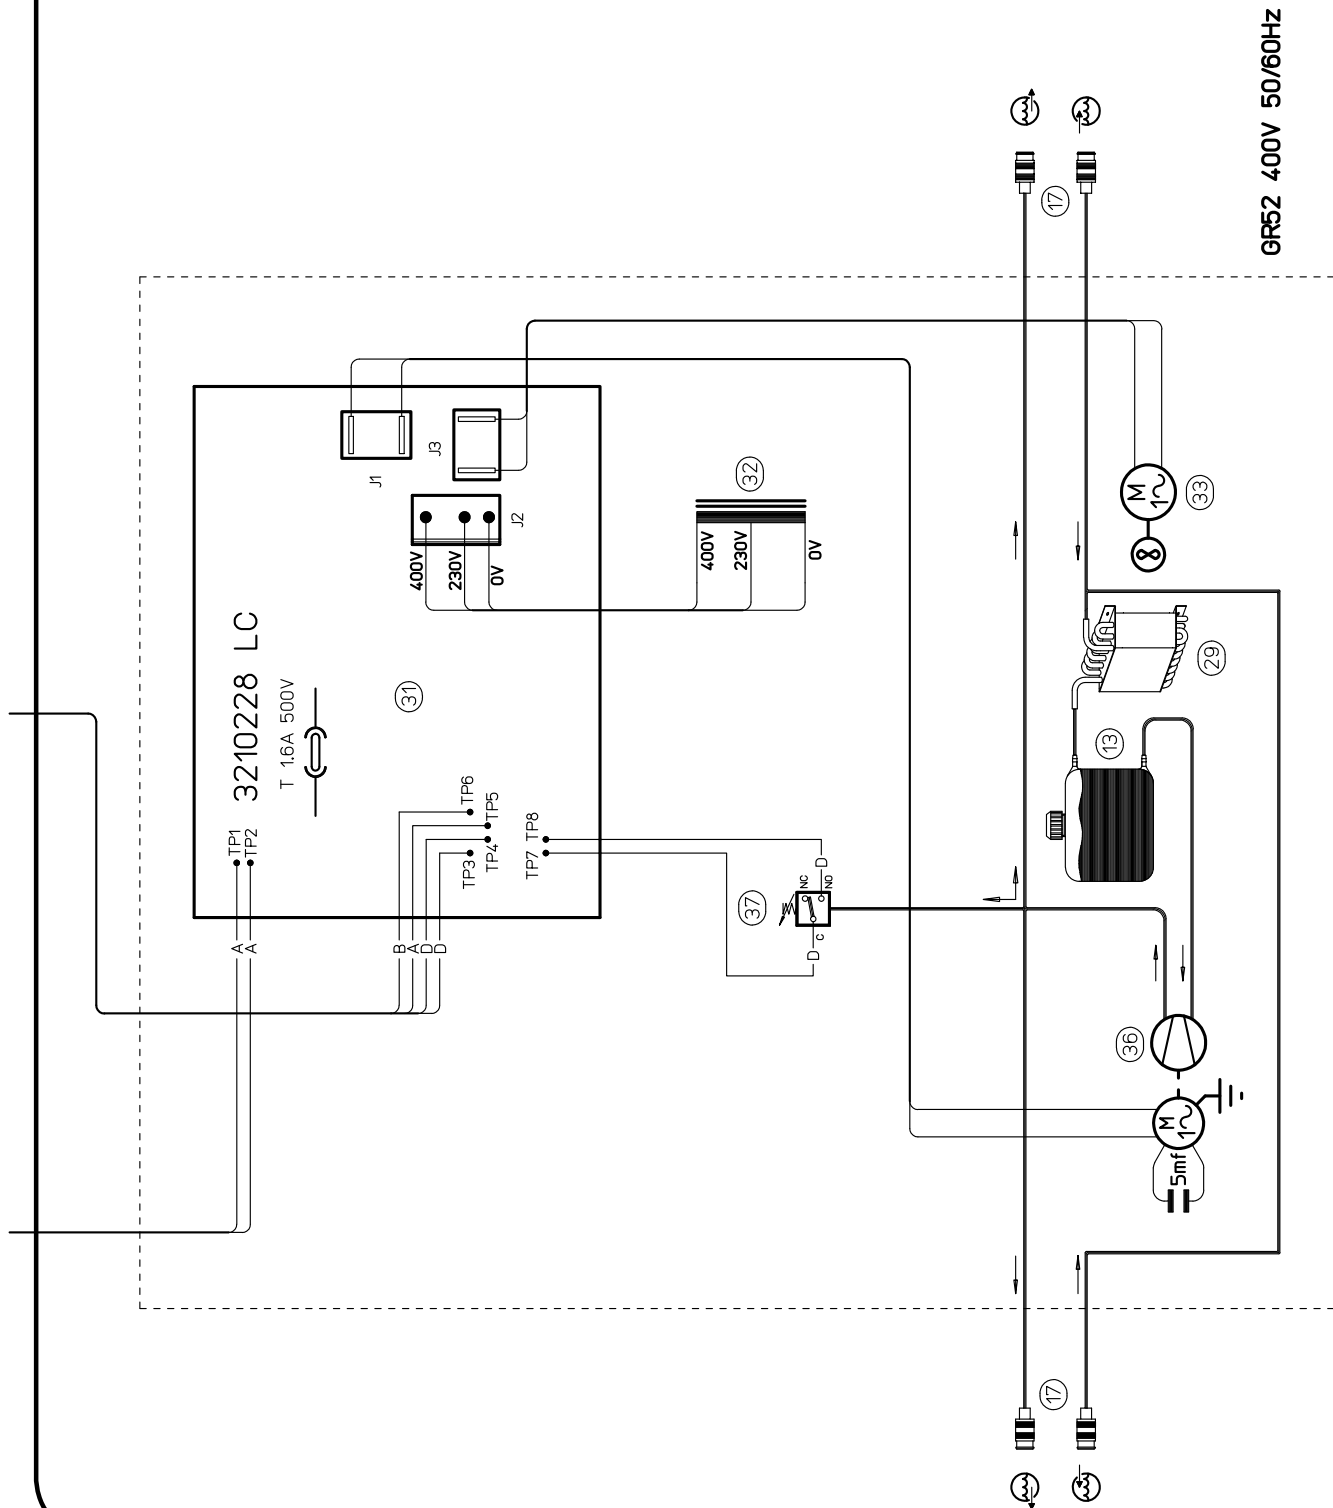 GR52 400V 50/60Hz
17
J1
J3
J2
400V
230V
0V
32
400V
230V
0V
33
3210228 LC
T 1.6A 500V
31
29
13
TP1
TP2
TP6
TP5
TP4
TP3
TP8
TP7
A
A
B
A
D
D
37
NC
NO
C
D
D
36
M
1
M
1
5mf
17